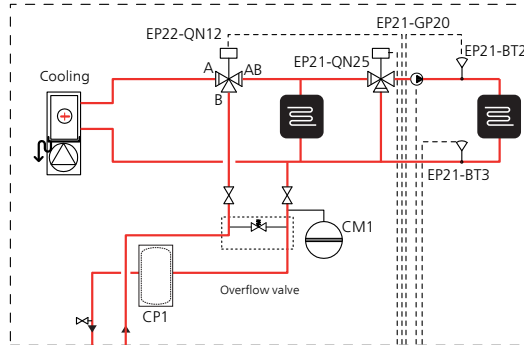 EP22-QN12
EP21-GP20
EP21-BT2
Cooling
A
AB
EP21-QN25
B
EP21-BT3
CM1
Overflow valve
CP1